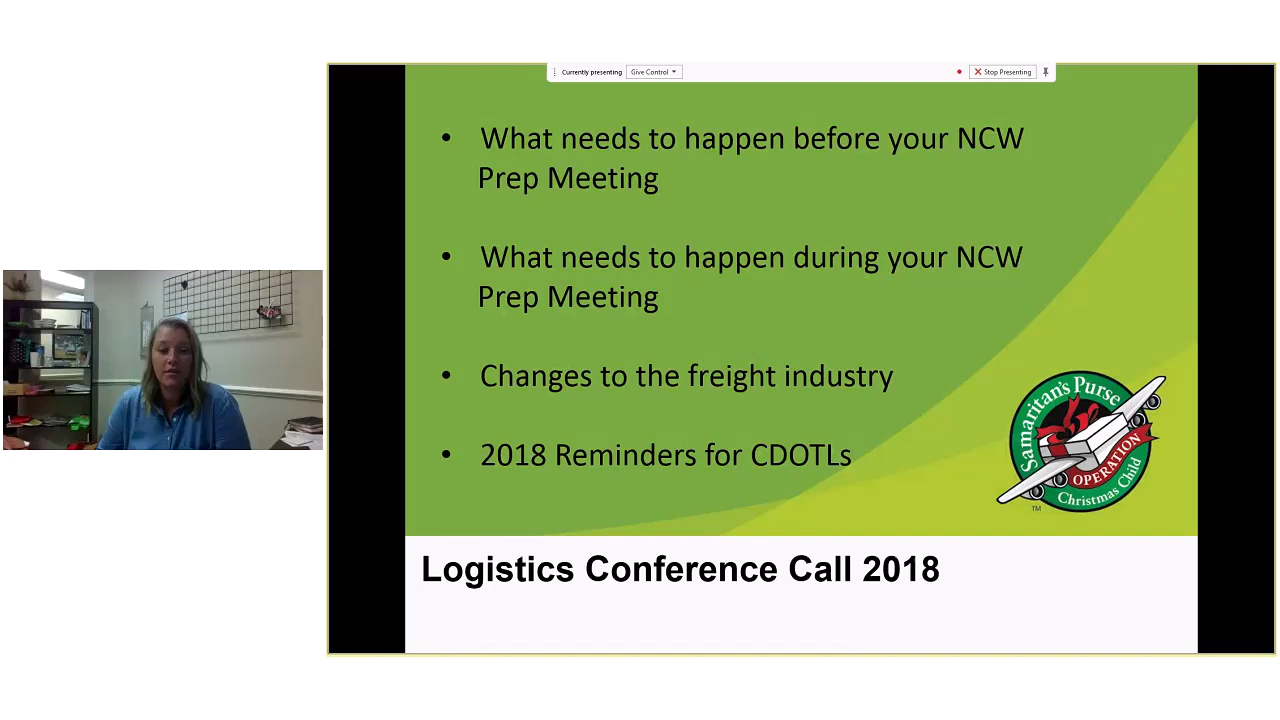 Currently presenting Give Control Stop Presenting
• What needs to happen before your NCW
Prep Meeting
• What needs to happen during your NCW
Prep Meeting
• Changes to the freight industry
• 2018 Reminders for CDOTLs
Samaritan's Purse
OPERATION
Christmas Child
TM
Logistics Conference Call 2018